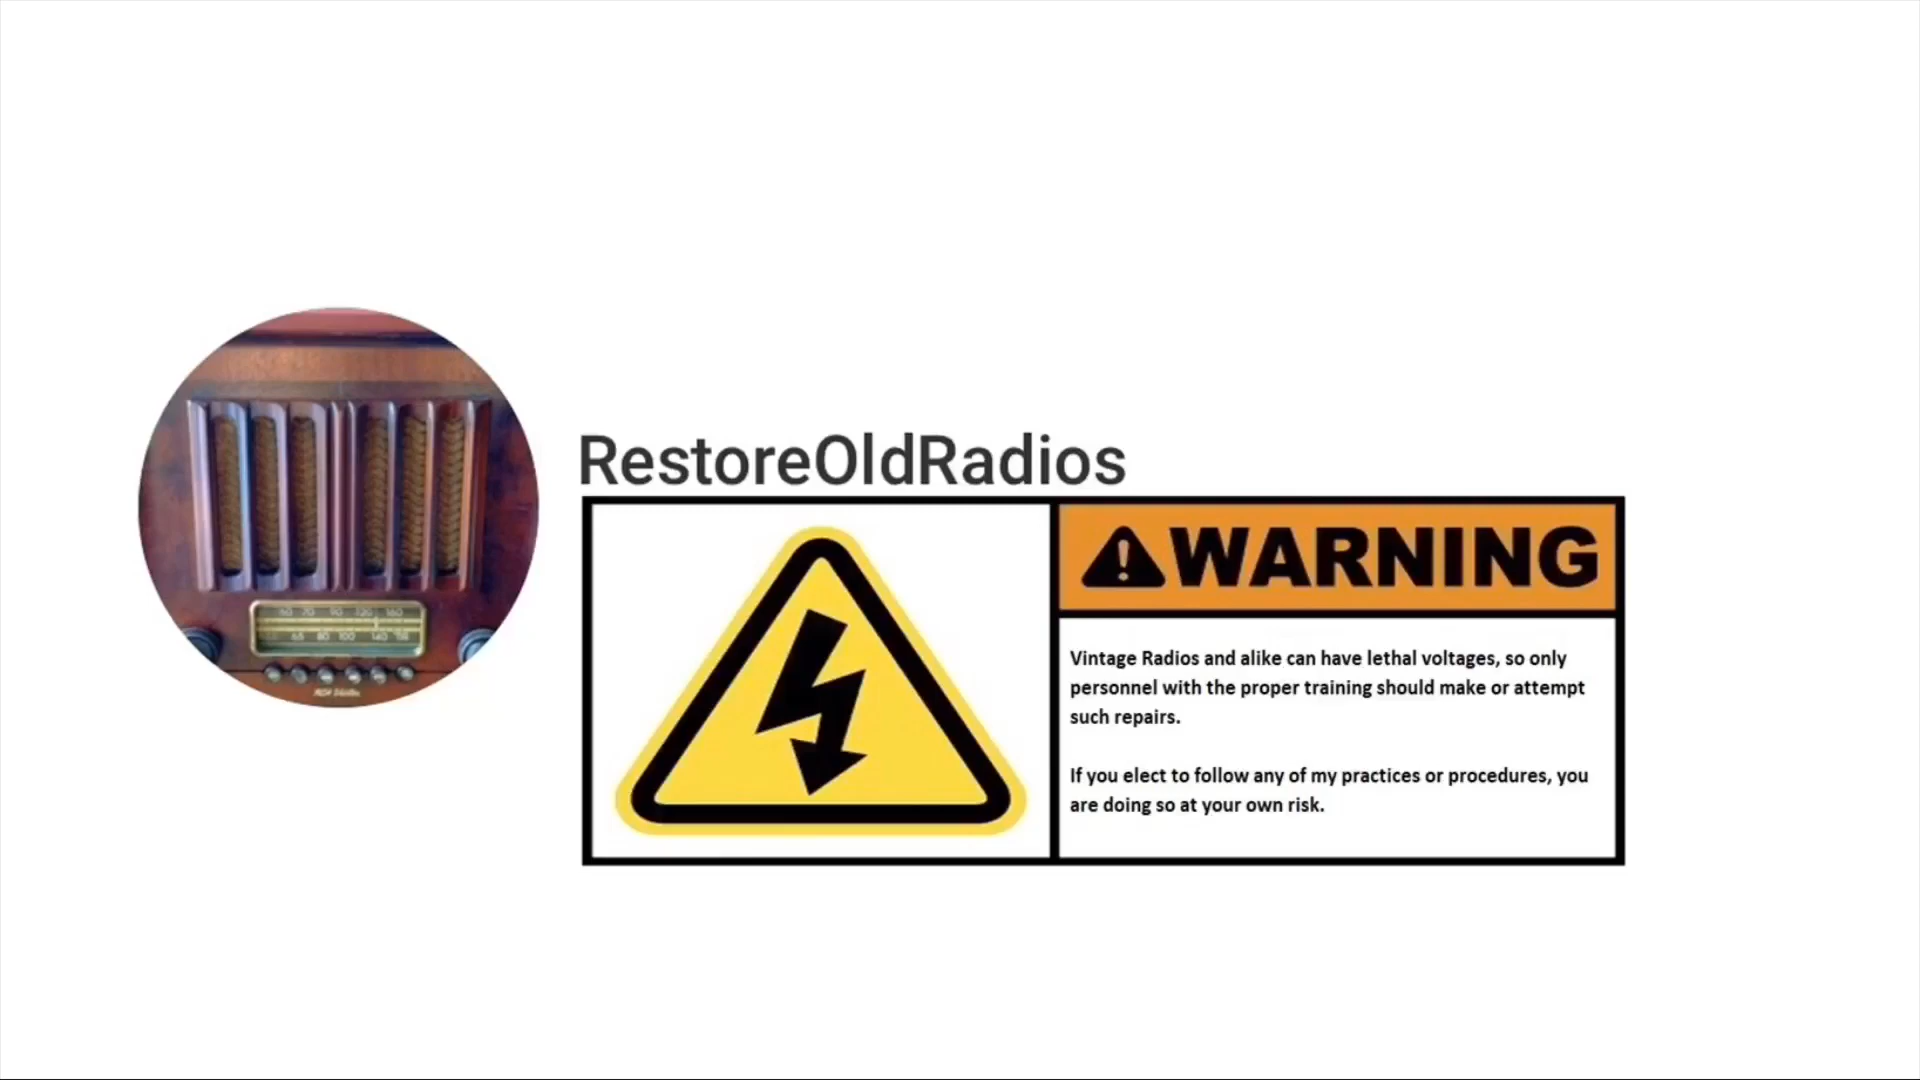 RestoreOldRadios
WARNING
Vintage Radios and alike can have lethal voltages, so only
personnel with the proper training should make or attempt
such repairs.
If you elect to follow any of my practices or procedures, you
are doing so at your own risk.